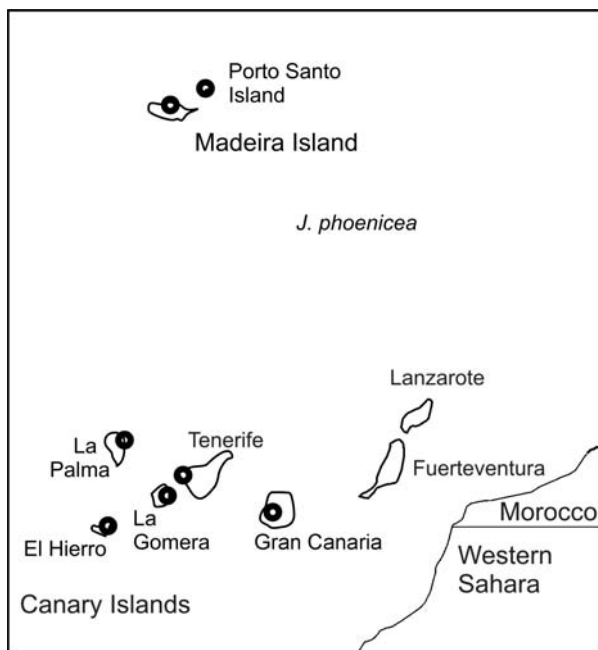 Porto Santo
Island
Madeira Island
J. phoenicea
Lanzarote
La
Palma
Tenerife
Fuerteventura
El Hierro
La
Gomera
Gran Canaria
Morocco
Western
Sahara
Canary Islands